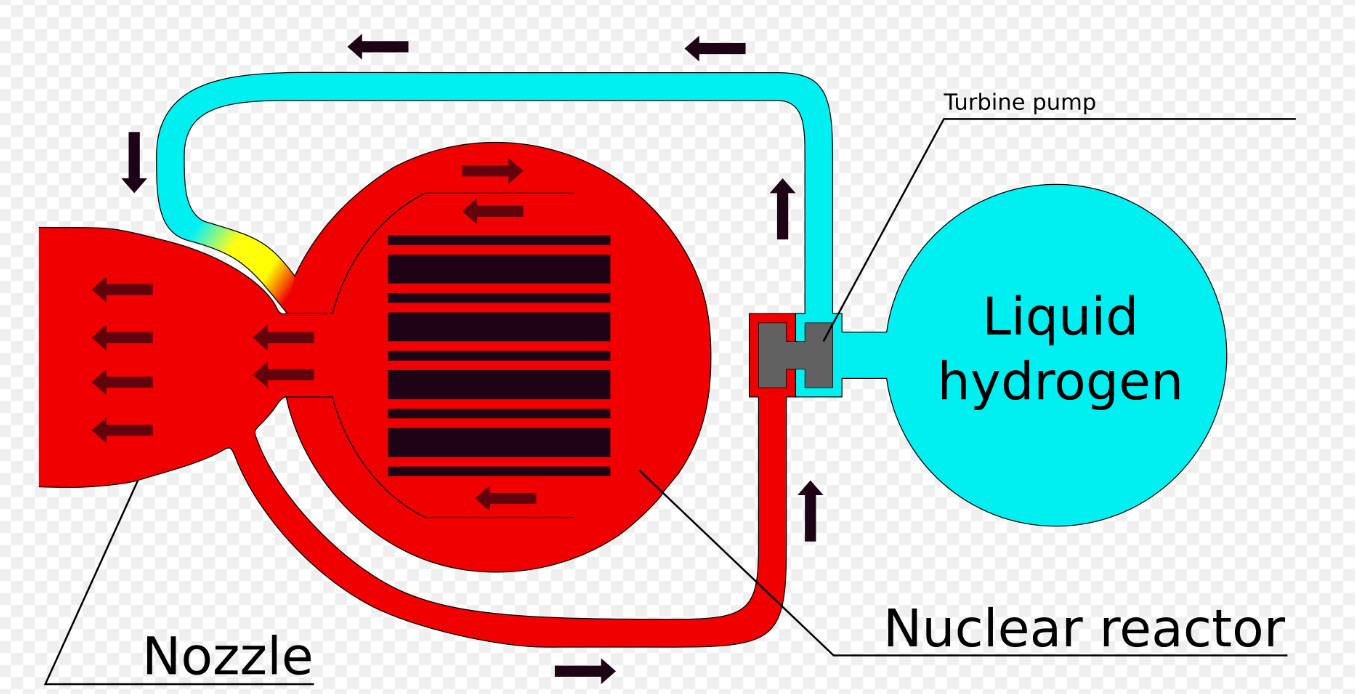 Turbine pump
Liquid
hydrogen
Nuclear reactor
Nozzle